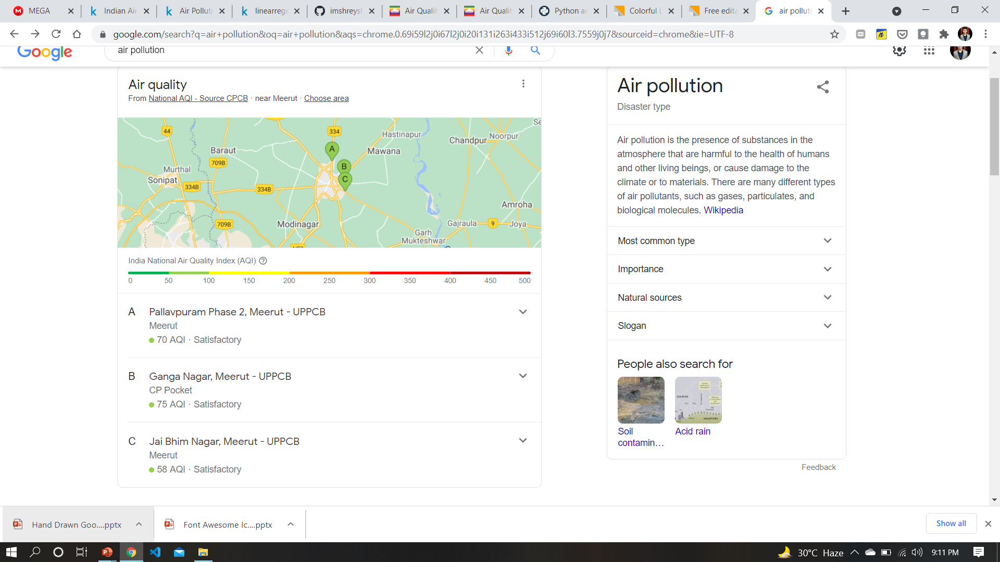 MEGA
Indian Air
Air Polluti
linearrege
imshreysh
Air Quality
Air Quality
Python an
Colorful L
Free edita
air polluti
google.com/search?q=air+pollution&oq=air+pollution&aqs=chrome.0.69i59l2j0i67l2j0i20i131i263i433i512j69i60l3.7559j0j7&sourceid=chrome&ie=UTF-8
Google
air pollution
Air quality
From National AQI - Source CPCB · near Meerut · Choose area
44
334
Hastinapur
Se
Chandpur
Noorpur
Baraut
A
Mawana
709B
B
Murthal
Sonipat
334B
334B
C
Amroha
709B
Modinagar
Gajraula
9
Joya
Garh
Mukteshwar
India National Air Quality Index (AQI)
0 50 100 150 200 250 300 350 400 450 500
A Pallavpuram Phase 2, Meerut - UPPCB
Meerut
70 AQI · Satisfactory
B Ganga Nagar, Meerut - UPPCB
CP Pocket
75 AQI · Satisfactory
C Jai Bhim Nagar, Meerut - UPPCB
Meerut
58 AQI · Satisfactory
Air pollution
Disaster type
Air pollution is the presence of substances in the
atmosphere that are harmful to the health of humans
and other living beings, or cause damage to the
climate or to materials. There are many different types
of air pollutants, such as gases, particulates, and
biological molecules. Wikipedia
Most common type
Importance
Natural sources
Slogan
People also search for
SOURCES
RECEPTORS
Soil
contamin…
Acid rain
Feedback
Hand Drawn Goo....pptx
Font Awesome Ic....pptx
Show all
30°C Haze
9:11 PM